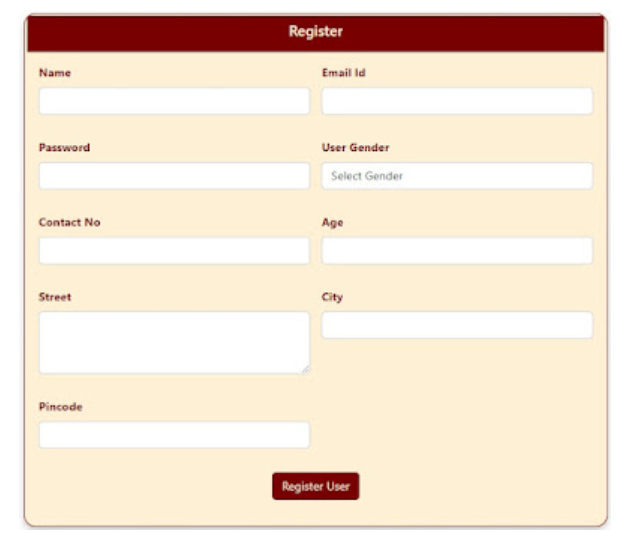 Register
Name Email Id
Password User Gender
Select Gender
Contact No Age
Street City
Pincode
Register User